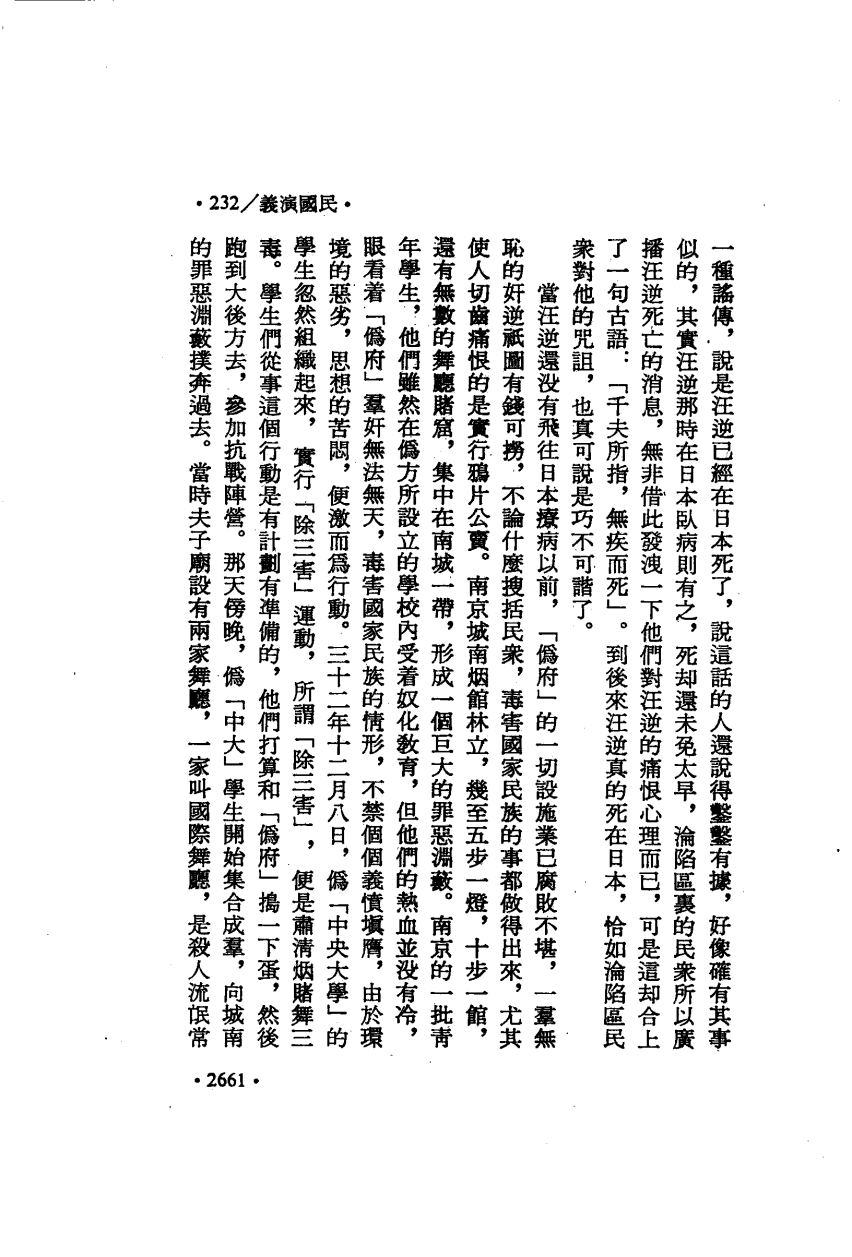 ·232/義演國民·
一種謠傳，說是汪逆已經在日本死了，說這話的人還說得鑿鑿有據，好像確有其事
似的，其實汪逆那時在日本臥病則有之，死却還未免太早，淪陷區裏的民衆所以廣
播汪逆死亡的消息，無非借此發洩一下他們對汪逆的痛恨心理而已，可是這却合上
了一句古語：「千夫所指，無疾而死」。到後來汪逆真的死在日本，恰如淪陷區民
衆對他的咒詛，也真可說是巧不可諧了。
當汪逆還没有飛往日本療病以前，「僞府」的一切設施業已腐敗不堪，一羣無
恥的奸逆祇圖有錢可撈，不論什麼搜括民衆，毒害國家民族的事都做得出來，尤其
使人切齒痛恨的是實行鴉片公賣。南京城南烟館林立，幾至五步一燈，十步一館，
還有無數的舞廳賭窟，集中在南城一帶，形成一個巨大的罪惡淵藪。南京的一批靑
年學生，他們雖然在僞方所設立的學校內受着奴化教育，但他們的熱血並没有冷，
眼看着「僞府」羣奸無法無天，毒害國家民族的情形，不禁個個義憤塡膺，由於環
境的惡劣，思想的苦悶，便激而爲行動。三十二年十二月八日，僞「中央大學」的
學生忽然組織起來，實行「除三害」運動，所謂「除三害」，便是肅清烟賭舞三
毒。學生們從事這個行動是有計劃有準備的，他們打算和「僞府」搗一下蛋，然後
跑到大後方去，參加抗戰陣營。那天傍晚，僞「中大」學生開始集合成羣，向城南
的罪惡淵藪撲奔過去。當時夫子廟設有兩家舞廳，一家叫國際舞廳，是殺人流氓常
·2661·